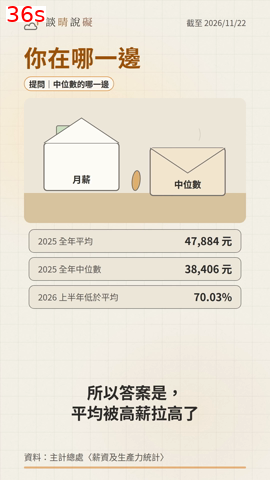 36s
談晴說礙
截至 2026/11/22
你在哪一邊
提問｜中位數的哪一邊
月薪
中位數
2025 全年平均 47,884 元
2025 全年中位數 38,406 元
2026 上半年低於平均 70.03%
所以答案是，
平均被高薪拉高了
資料：主計總處〈薪資及生產力統計〉